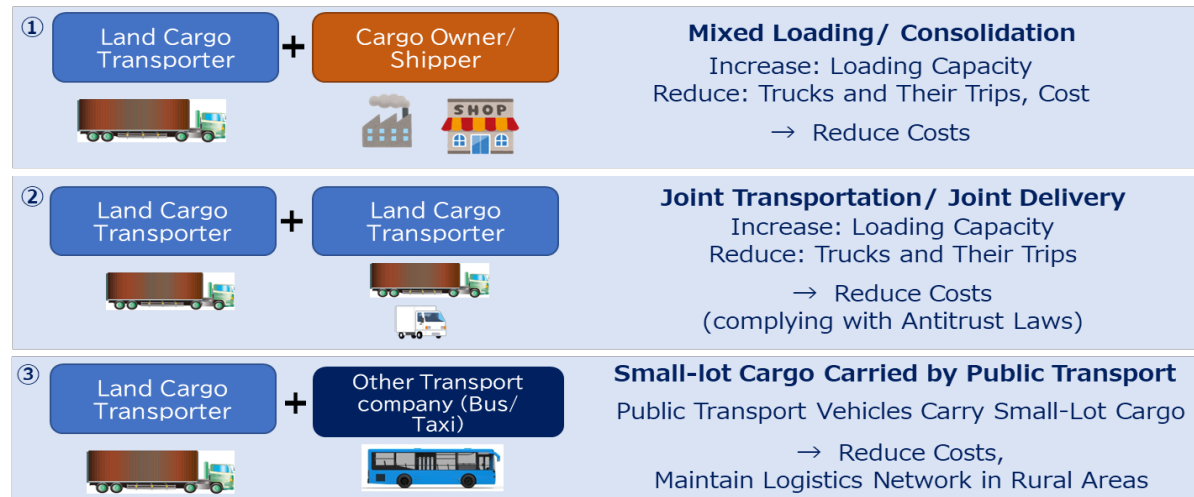 ①
Land Cargo
Transporter
+
Cargo Owner/
Shipper
SHOP
Mixed Loading/ Consolidation
Increase: Loading Capacity
Reduce: Trucks and Their Trips, Cost
→ Reduce Costs
②
Land Cargo
Transporter
+
Land Cargo
Transporter
Joint Transportation/ Joint Delivery
Increase: Loading Capacity
Reduce: Trucks and Their Trips
→ Reduce Costs
(complying with Antitrust Laws)
③
Land Cargo
Transporter
+
Other Transport
company (Bus/
Taxi)
Small-lot Cargo Carried by Public Transport
Public Transport Vehicles Carry Small-Lot Cargo
→ Reduce Costs,
Maintain Logistics Network in Rural Areas